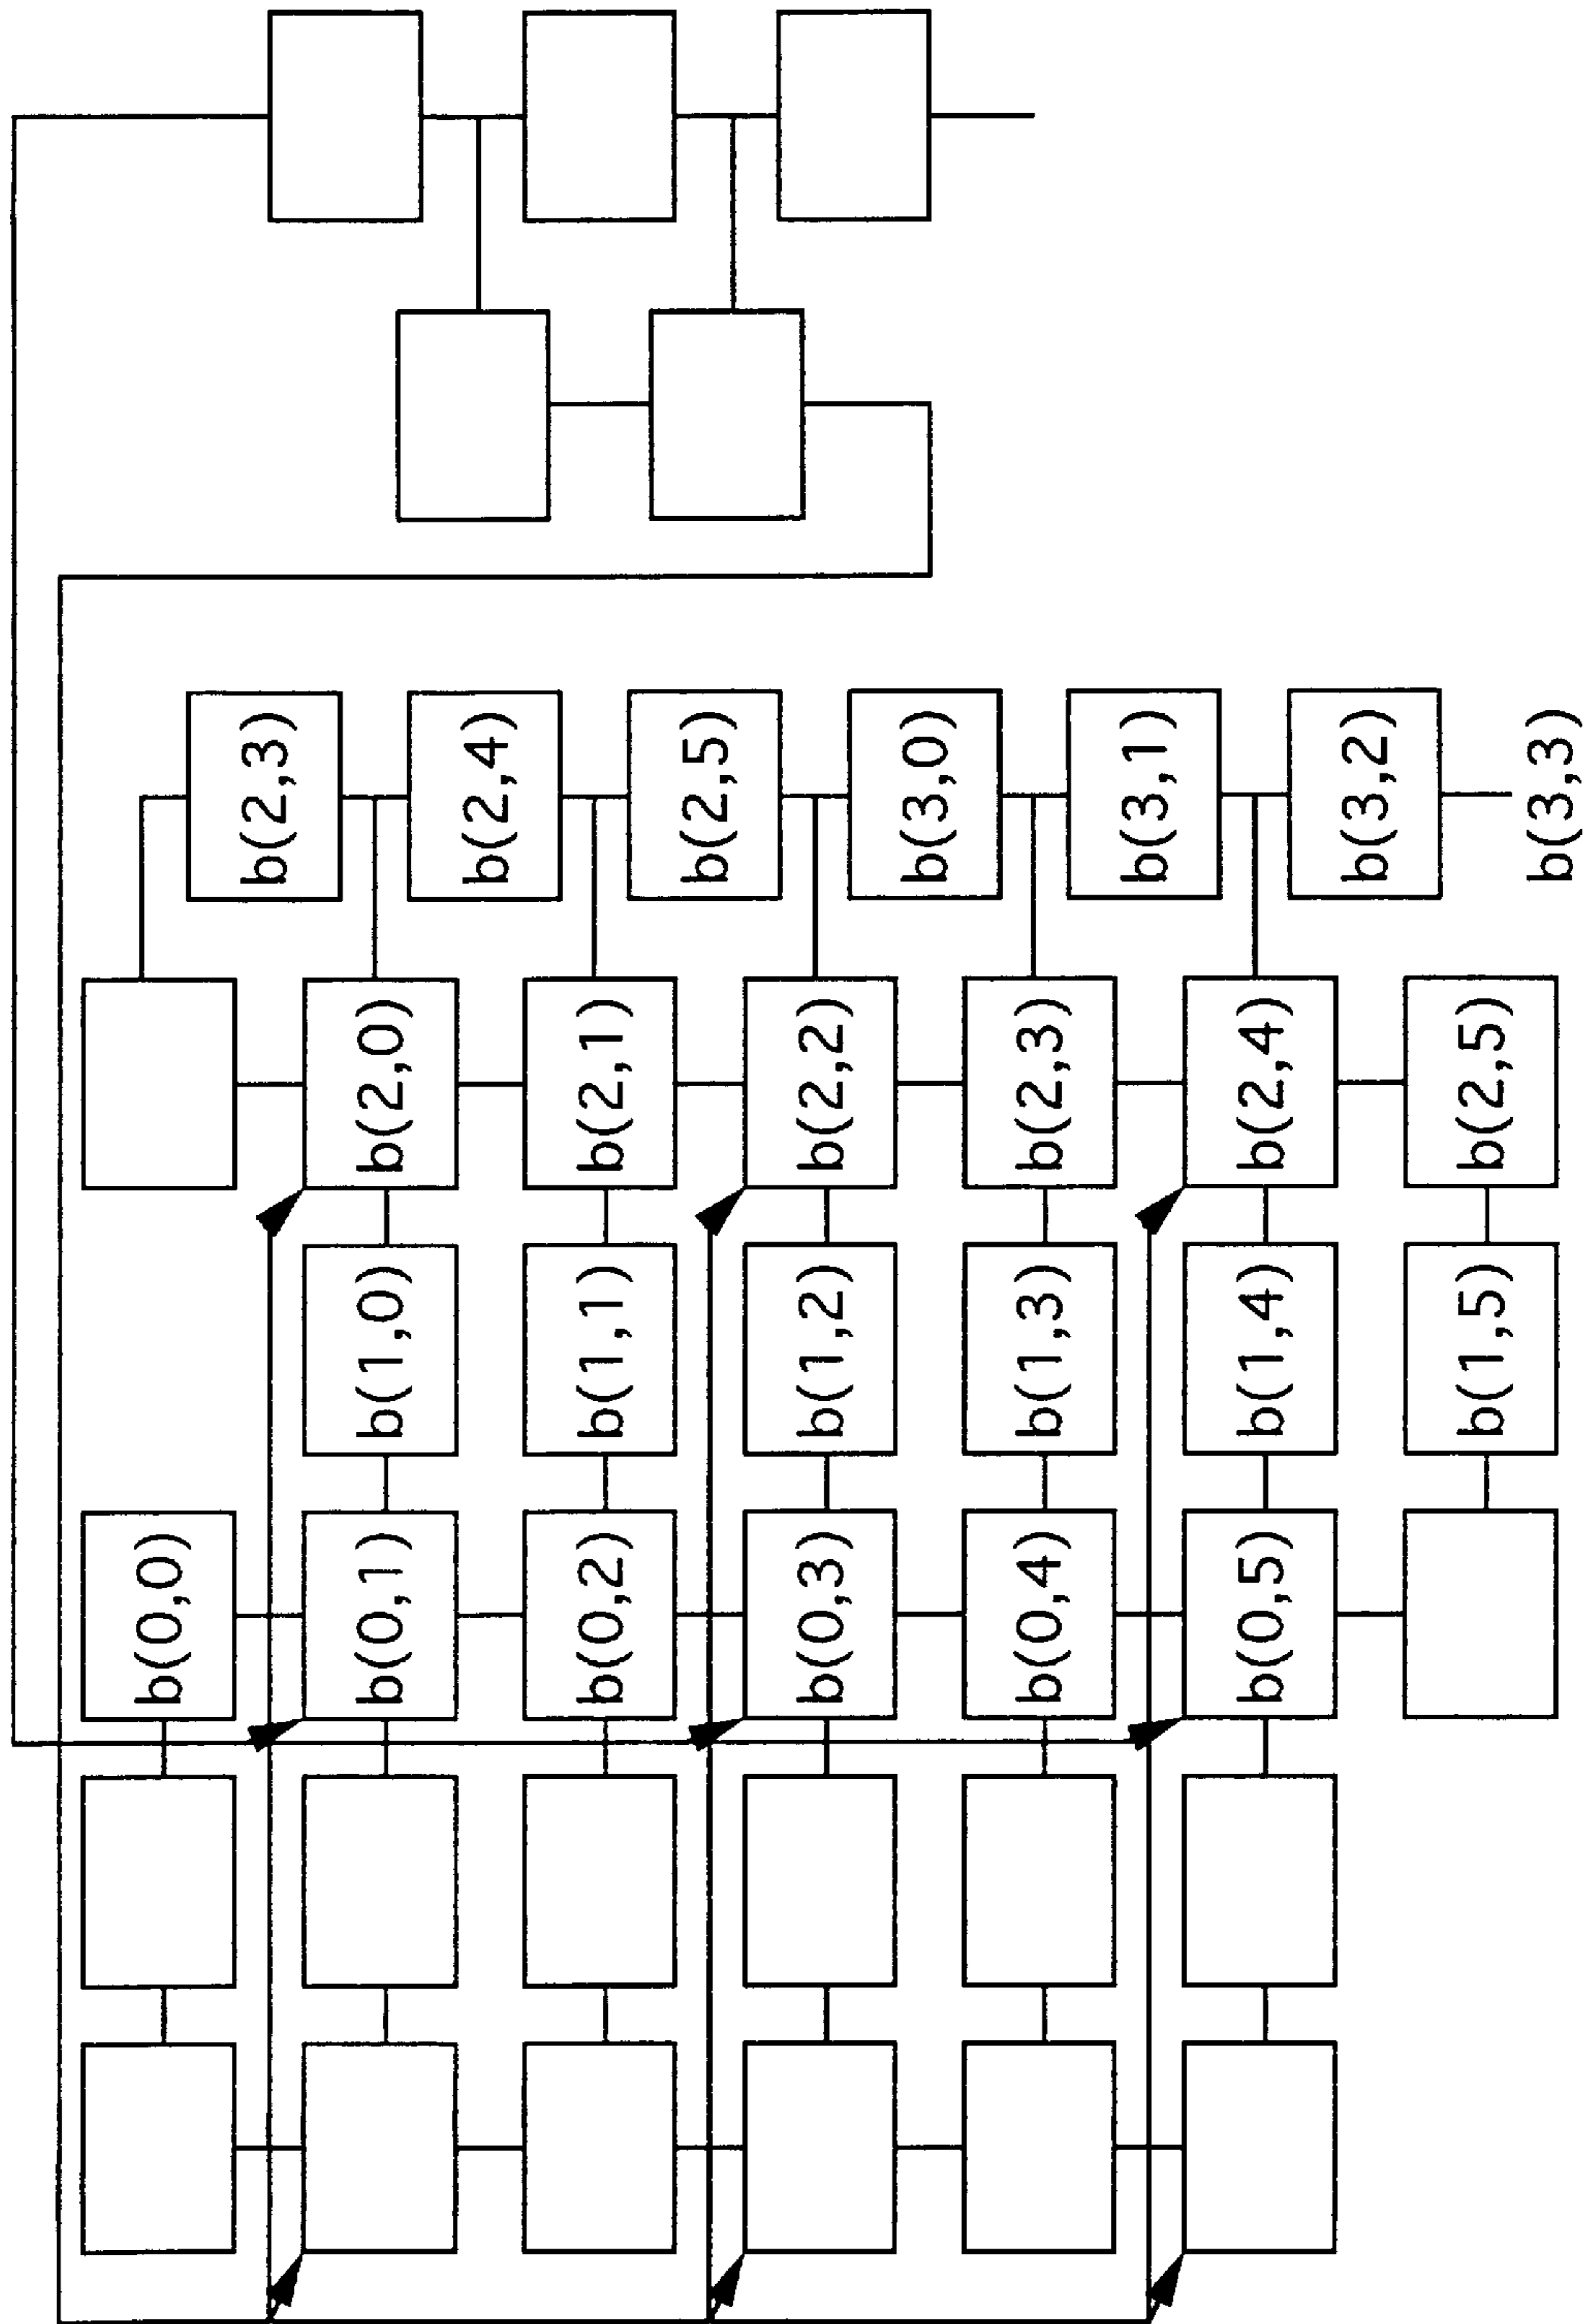 b(0,0)
b(2,3)
b(0,1) b(1,0) b(2,0)
b(2,4)
b(0,2) b(1,1) b(2,1)
b(2,5)
b(0,3) b(1,2) b(2,2)
b(3,0)
b(0,4) b(1,3) b(2,3)
b(3,1)
b(0,5) b(1,4) b(2,4)
b(3,2)
b(1,5) b(2,5)
b(3,3)